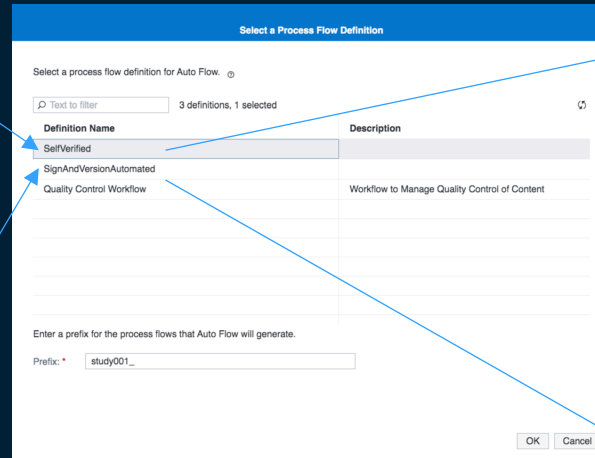 Select a Process Flow Definition
Select a process flow definition for Auto Flow.
Text to filter 3 definitions, 1 selected
Definition Name Description
SelfVerified
SignAndVersionAutomated
Quality Control Workflow Workflow to Manage Quality Control of Content
Enter a prefix for the process flows that Auto Flow will generate.
Prefix: * study001_
OK Cancel